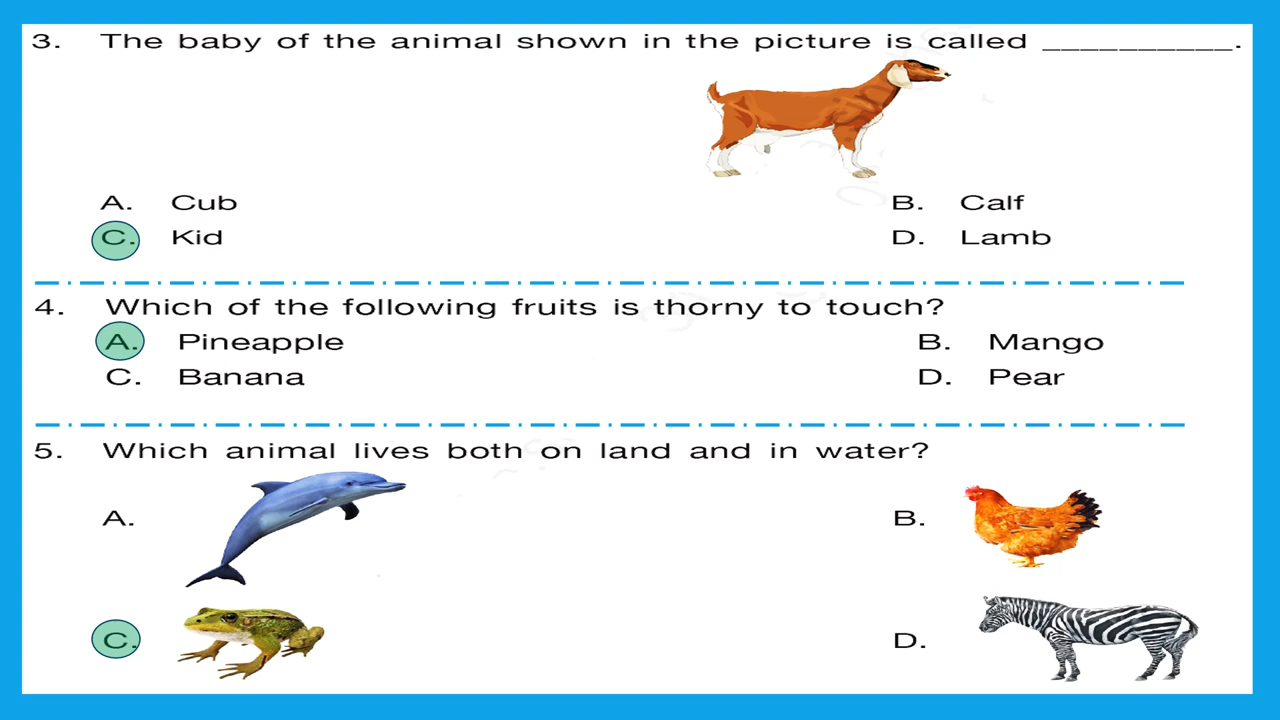 3. The baby of the animal shown in the picture is called __________.
A. Cub B. Calf
C. Kid D. Lamb
4. Which of the following fruits is thorny to touch?
A. Pineapple B. Mango
C. Banana D. Pear
5. Which animal lives both on land and in water?
A. B.
C. D.